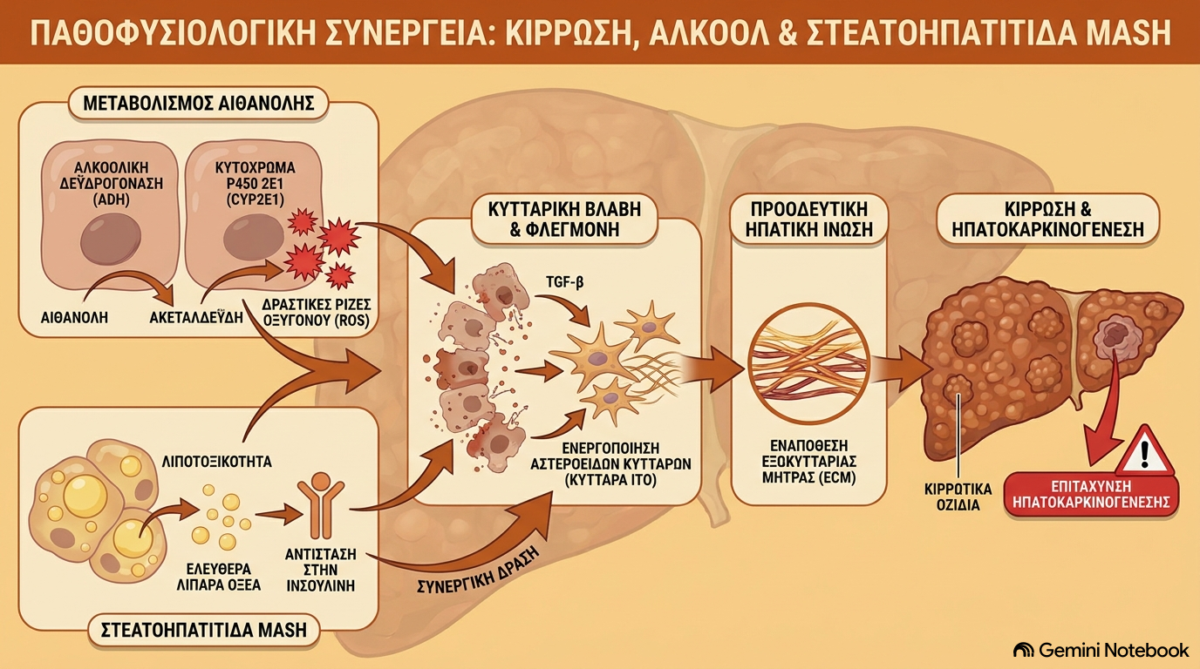 ΠΑΘΟΦΥΣΙΟΛΟΓΙΚΗ ΣΥΝΕΡΓΕΙΑ: ΚΙΡΡΩΣΗ, ΑΛΚΟΟΛ & ΣΤΕΑΤΟΗΠΑΤΙΤΙΔΑ MASH
ΜΕΤΑΒΟΛΙΣΜΟΣ ΑΙΘΑΝΟΛΗΣ
ΑΛΚΟΟΛΙΚΗ
ΔΕΫΔΡΟΓΟΝΑΣΗ
(ADH)
ΚΥΤΟΧΡΩΜΑ
P450 2E1
(CYP2E1)
ΑΙΘΑΝΟΛΗ
ΑΚΕΤΑΛΔΕΫΔΗ
ΔΡΑΣΤΙΚΕΣ ΡΙΖΕΣ
ΟΞΥΓΟΝΟΥ (ROS)
ΛΙΠΟΤΟΞΙΚΟΤΗΤΑ
ΕΛΕΥΘΕΡΑ
ΛΙΠΑΡΑ ΟΞΕΑ
ΑΝΤΙΣΤΑΣΗ
ΣΤΗΝ
ΙΝΣΟΥΛΙΝΗ
ΣΤΕΑΤΟΗΠΑΤΙΤΙΔΑ MASH
ΣΥΝΕΡΓΙΚΗ ΔΡΑΣΗ
ΚΥΤΤΑΡΙΚΗ ΒΛΑΒΗ
& ΦΛΕΓΜΟΝΗ
TGF-β
ΕΝΕΡΓΟΠΟΙΗΣΗ
ΑΣΤΕΡΟΕΙΔΩΝ ΚΥΤΤΑΡΩΝ
(ΚΥΤΤΑΡΑ ΙΤΟ)
ΠΡΟΟΔΕΥΤΙΚΗ
ΗΠΑΤΙΚΗ ΙΝΩΣΗ
ΕΝΑΠΟΘΕΣΗ
ΕΞΩΚΥΤΤΑΡΙΑΣ
ΜΗΤΡΑΣ (ECM)
ΚΙΡΡΩΣΗ &
ΗΠΑΤΟΚΑΡΚΙΝΟΓΕΝΕΣΗ
ΚΙΡΡΩΤΙΚΑ
ΟΖΙΔΙΑ
!
ΕΠΙΤΑΧΥΝΣΗ
ΗΠΑΤΟΚΑΡΚΙΝΟΓΕΝΕΣΗΣ
Gemini Notebook